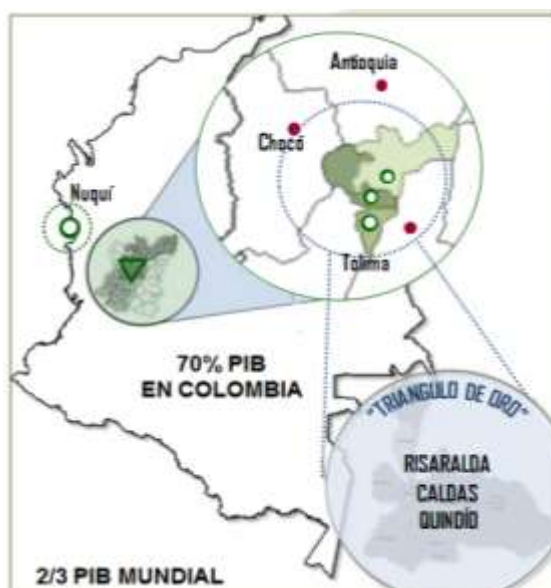 Antioquia
Chocó
Nuquí
Tolima
70% PIB
EN COLOMBIA
"TRIANGULO DE ORO"
RISARALDA
CALDAS
QUINDÍO
2/3 PIB MUNDIAL